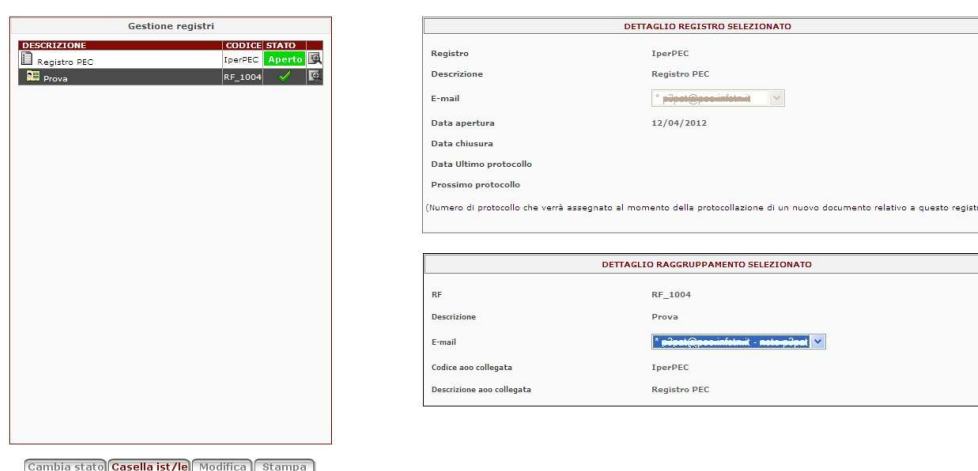 Gestione registri
DESCRIZIONE CODICE STATO
Registro PEC IperPEC Aperto
Prova RF_1004
Cambia stato Casella ist/le Modifica Stampa
DETTAGLIO REGISTRO SELEZIONATO
Registro IperPEC
Descrizione Registro PEC
E-mail *
Data apertura 12/04/2012
Data chiusura
Data Ultimo protocollo
Prossimo protocollo
(Numero di protocollo che verrà assegnato al momento della protocollazione di un nuovo documento relativo a questo regist
DETTAGLIO RAGGRUPPAMENTO SELEZIONATO
RF RF_1004
Descrizione Prova
E-mail * -
Codice aoo collegata IperPEC
Descrizione aoo collegata Registro PEC